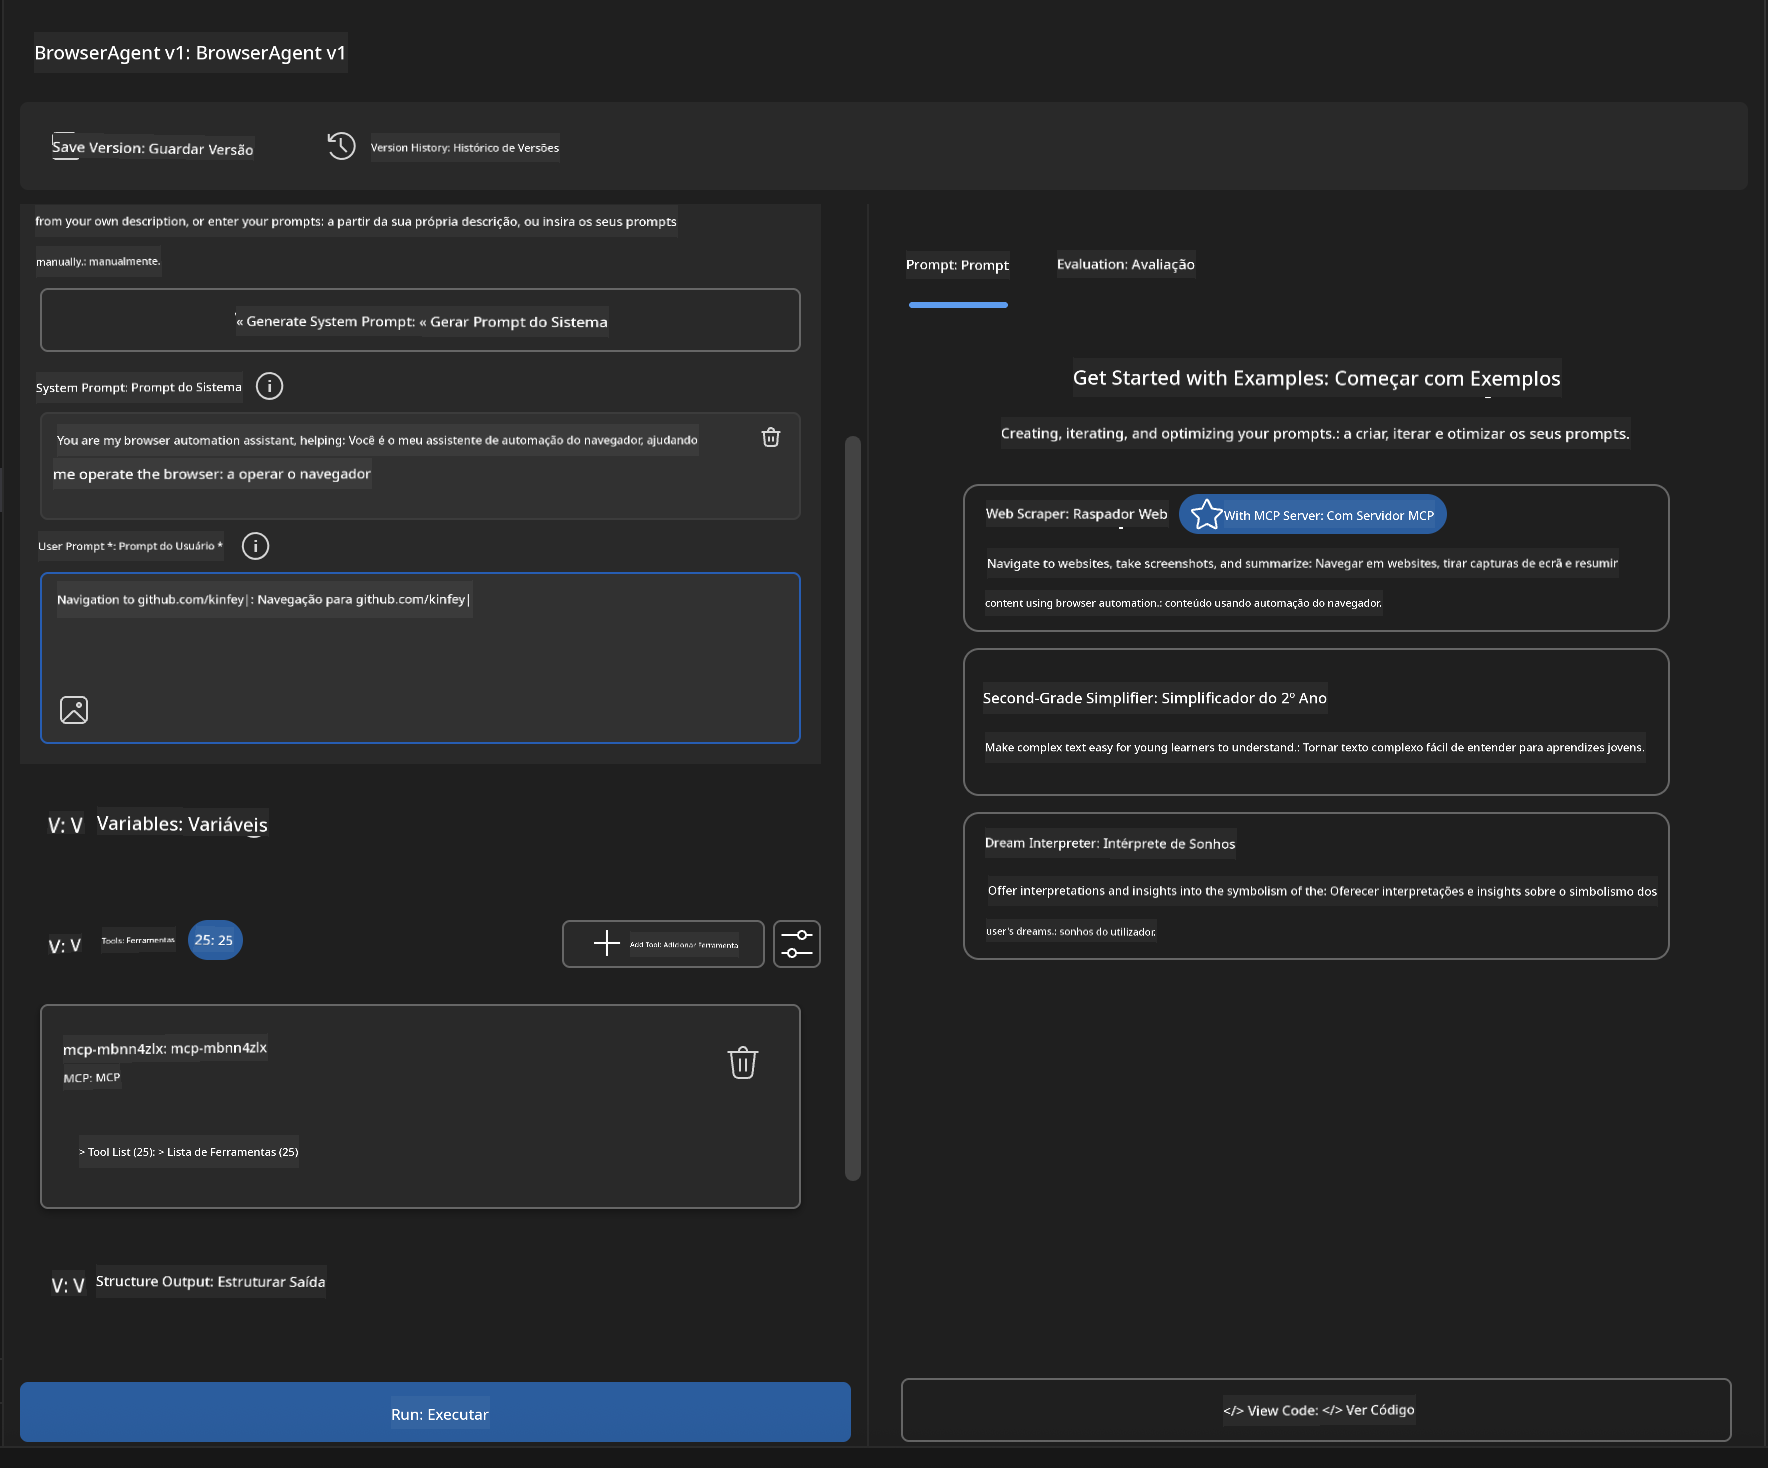 BrowserAgent v1: BrowserAgent v1
Save Version: Guardar Versão
Version History: Histórico de Versões
from your own description, or enter your prompts: a partir da sua própria descrição, ou insira os seus prompts
manually.: manualmente.
« Generate System Prompt: « Gerar Prompt do Sistema
System Prompt: Prompt do Sistema
You are my browser automation assistant, helping: Você é o meu assistente de automação do navegador, ajudando
me operate the browser: a operar o navegador
User Prompt *: Prompt do Usuário *
Navigation to github.com/kinfey|: Navegação para github.com/kinfey|
V: V Variables: Variáveis
V: V Tools: Ferramentas 25: 25
Add Tool: Adicionar Ferramenta
mcp-mbnn4zlx: mcp-mbnn4zlx
MCP: MCP
> Tool List (25): > Lista de Ferramentas (25)
V: V Structure Output: Estruturar Saída
Run: Executar
Prompt: Prompt
Evaluation: Avaliação
Get Started with Examples: Começar com Exemplos
Creating, iterating, and optimizing your prompts.: a criar, iterar e otimizar os seus prompts.
Web Scraper: Raspador Web
With MCP Server: Com Servidor MCP
Navigate to websites, take screenshots, and summarize: Navegar em websites, tirar capturas de ecrã e resumir
content using browser automation.: conteúdo usando automação do navegador.
Second-Grade Simplifier: Simplificador do 2º Ano
Make complex text easy for young learners to understand.: Tornar texto complexo fácil de entender para aprendizes jovens.
Dream Interpreter: Intérprete de Sonhos
Offer interpretations and insights into the symbolism of the: Oferecer interpretações e insights sobre o simbolismo dos
user's dreams.: sonhos do utilizador.
</> View Code: </> Ver Código